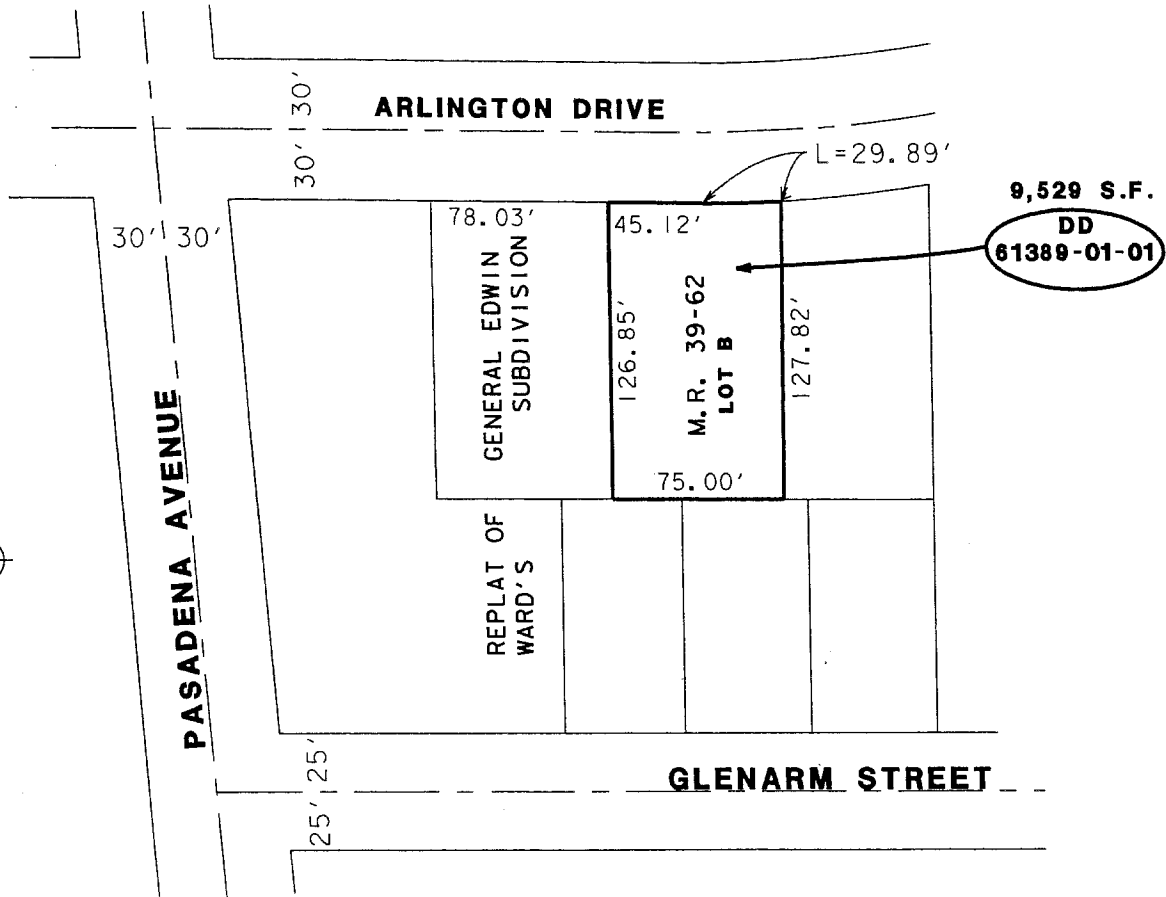 30'
30'
ARLINGTON DRIVE
L=29.89'
9,529 S.F.
DD
61389-01-01
30' 30'
78.03'
45.12'
GENERAL EDWIN
SUBDIVISION
126.85'
M.R. 39-62
LOT B
127.82'
75.00'
PASADENA AVENUE
REPLAT OF
WARD'S
25'
25'
GLENARM STREET